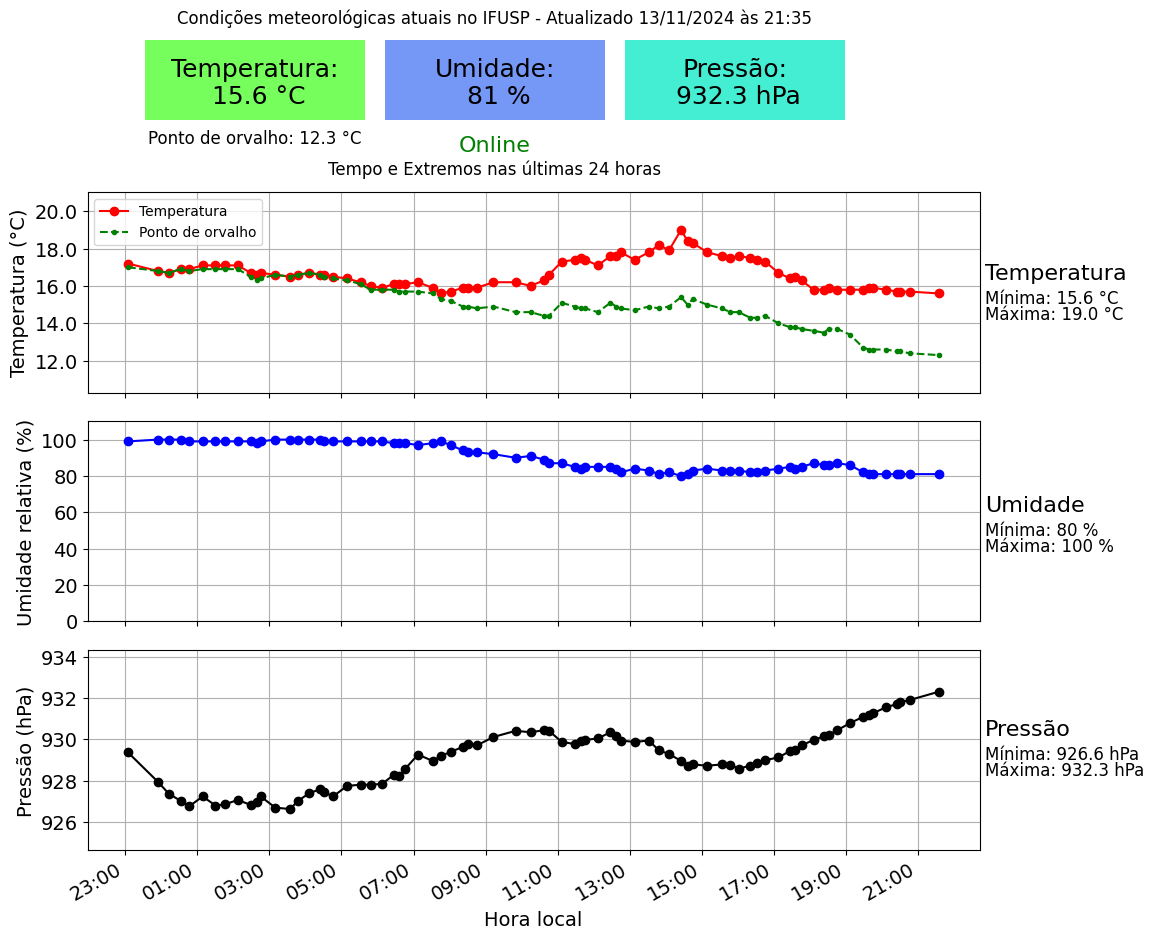 Condições meteorológicas atuais no IFUSP - Atualizado 13/11/2024 às 21:35
Temperatura:
15.6 °C
Umidade:
81 %
Pressão:
932.3 hPa
Ponto de orvalho: 12.3 °C
Online
Tempo e Extremos nas últimas 24 horas
Temperatura (°C)
20.0
18.0
16.0
14.0
12.0
Temperatura
Ponto de orvalho
Temperatura
Mínima: 15.6 °C
Máxima: 19.0 °C
Umidade relativa (%)
100
80
60
40
20
0
Umidade
Mínima: 80 %
Máxima: 100 %
Pressão (hPa)
934
932
930
928
926
Pressão
Mínima: 926.6 hPa
Máxima: 932.3 hPa
23:00 01:00 03:00 05:00 07:00 09:00 11:00 13:00 15:00 17:00 19:00 21:00
Hora local